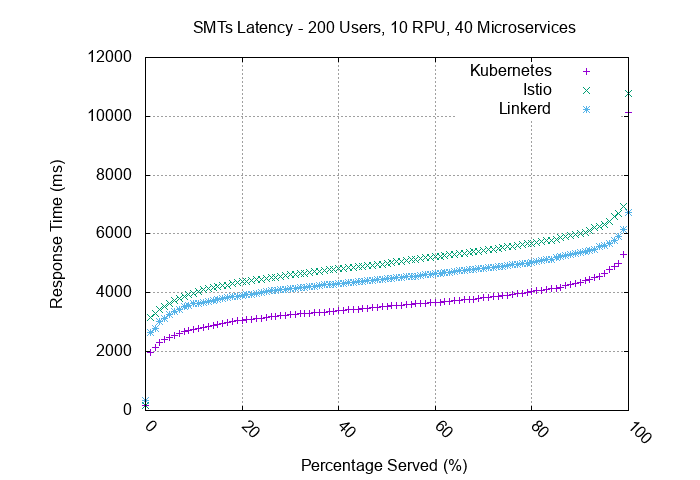 SMTs Latency - 200 Users, 10 RPU, 40 Microservices
12000
10000
8000
6000
4000
2000
0
Response Time (ms)
Kubernetes
Istio
Linkerd
0
20
40
60
80
100
Percentage Served (%)